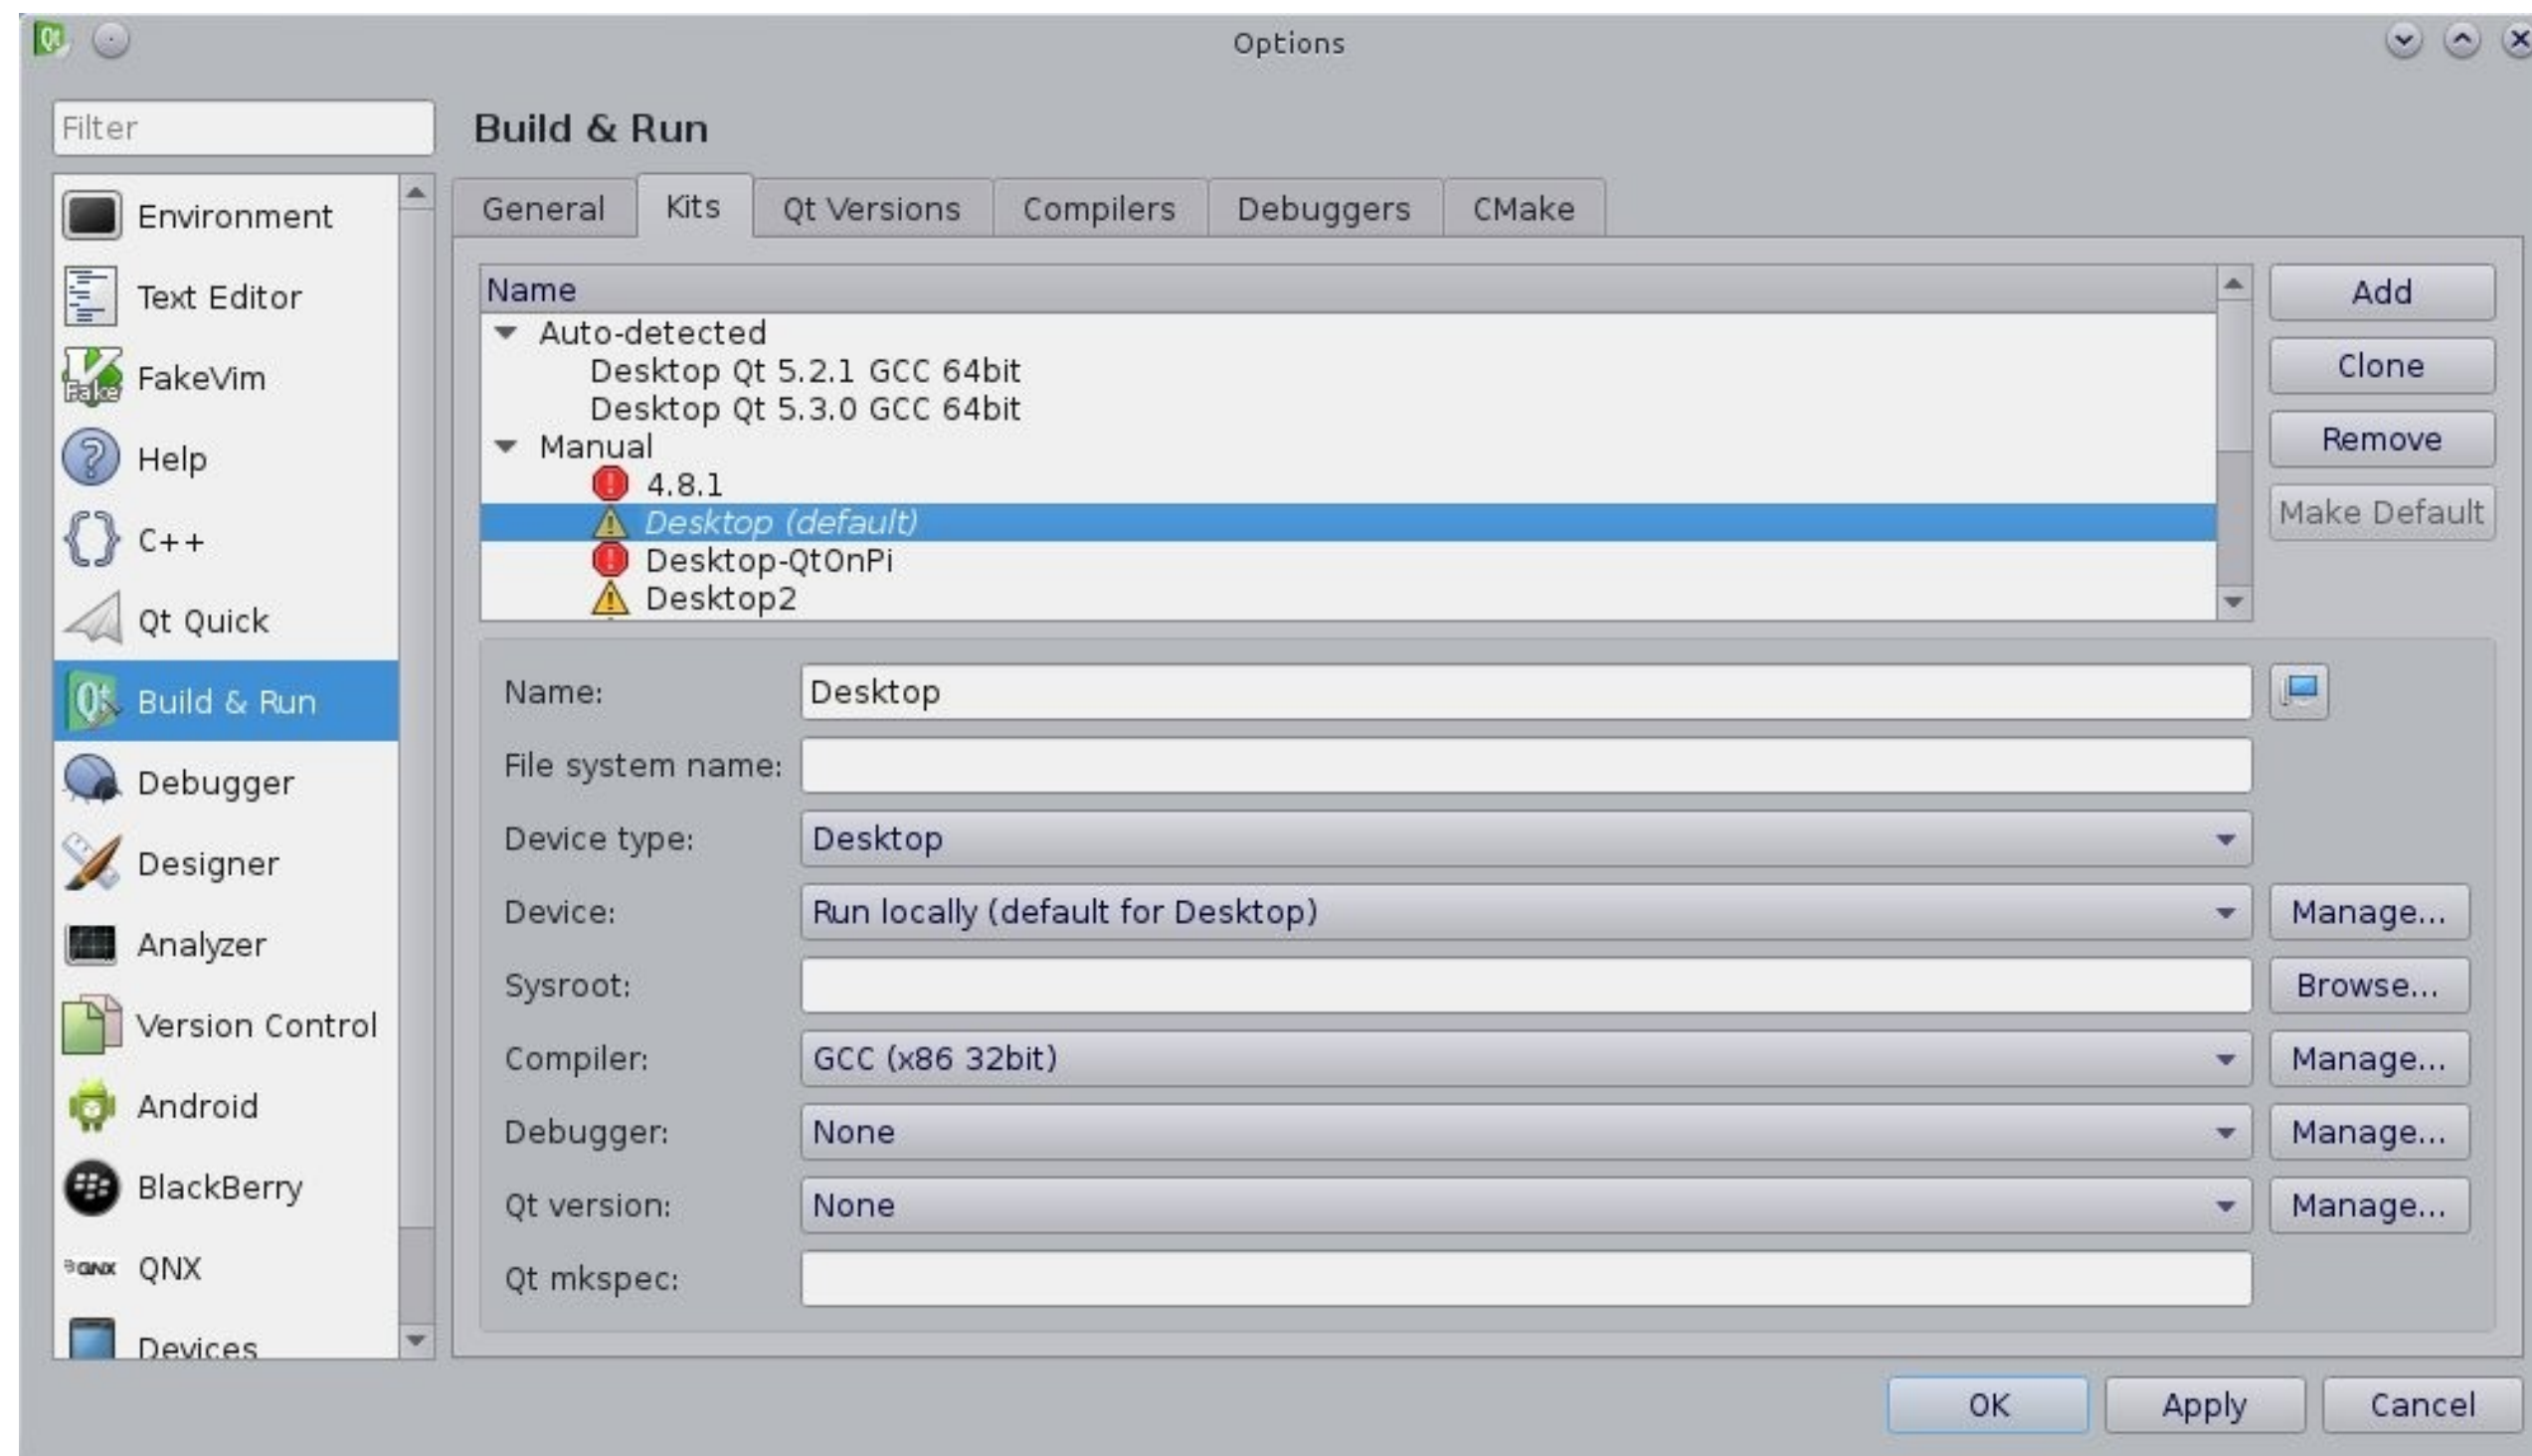 Options
Filter
Build & Run
Environment
Text Editor
FakeVim
Help
C++
Qt Quick
Build & Run
Debugger
Designer
Analyzer
Version Control
Android
BlackBerry
QNX
Devices
General Kits Qt Versions Compilers Debuggers CMake
Name
Auto-detected
Desktop Qt 5.2.1 GCC 64bit
Desktop Qt 5.3.0 GCC 64bit
Manual
4.8.1
Desktop (default)
Desktop-QtOnPi
Desktop2
Add
Clone
Remove
Make Default
Name: Desktop
File system name:
Device type: Desktop
Device: Run locally (default for Desktop) Manage...
Sysroot: Browse...
Compiler: GCC (x86 32bit) Manage...
Debugger: None Manage...
Qt version: None Manage...
Qt mkspec:
OK Apply Cancel